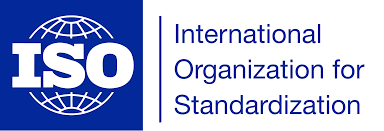 ISO
International
Organization for
Standardization